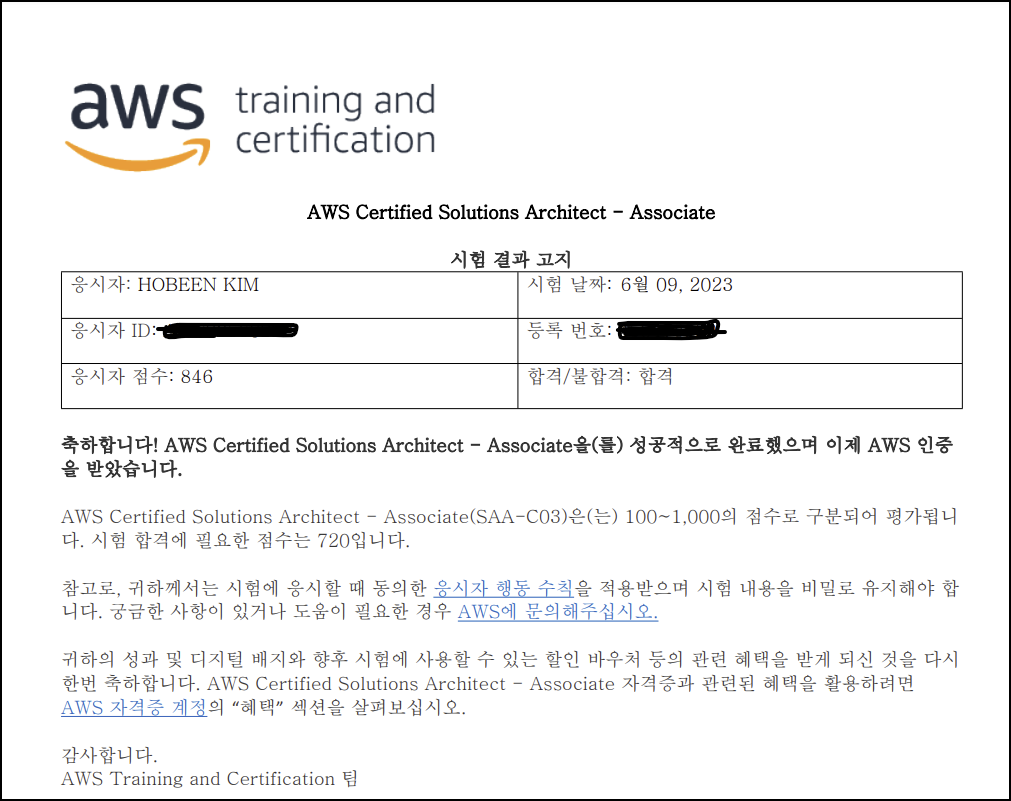 aws training and
certification
AWS Certified Solutions Architect - Associate
시험 결과 고지
응시자: HOBEEN KIM
시험 날짜: 6월 09, 2023
응시자 ID:
등록 번호:
응시자 점수: 846
합격/불합격: 합격
축하합니다! AWS Certified Solutions Architect - Associate을(를) 성공적으로 완료했으며 이제 AWS 인증
을 받았습니다.
AWS Certified Solutions Architect - Associate(SAA-C03)은(는) 100~1,000의 점수로 구분되어 평가됩니
다. 시험 합격에 필요한 점수는 720입니다.
참고로, 귀하께서는 시험에 응시할 때 동의한 응시자 행동 수칙을 적용받으며 시험 내용을 비밀로 유지해야 합
니다. 궁금한 사항이 있거나 도움이 필요한 경우 AWS에 문의해주십시오.
귀하의 성과 및 디지털 배지와 향후 시험에 사용할 수 있는 할인 바우처 등의 관련 혜택을 받게 되신 것을 다시
한번 축하합니다. AWS Certified Solutions Architect - Associate 자격증과 관련된 혜택을 활용하려면
AWS 자격증 계정의 “혜택” 섹션을 살펴보십시오.
감사합니다.
AWS Training and Certification 팀